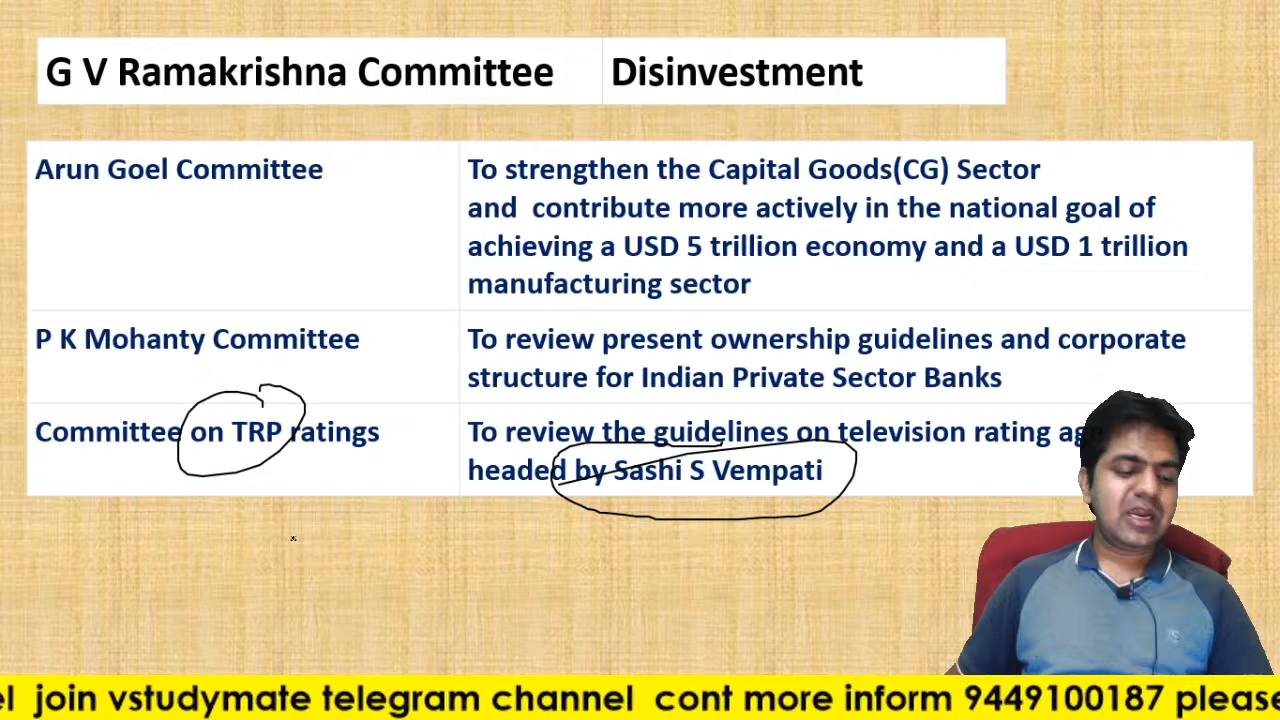 G V Ramakrishna Committee Disinvestment
Arun Goel Committee
To strengthen the Capital Goods(CG) Sector
and contribute more actively in the national goal of
achieving a USD 5 trillion economy and a USD 1 trillion
manufacturing sector
P K Mohanty Committee
To review present ownership guidelines and corporate
structure for Indian Private Sector Banks
Committee on TRP ratings
To review the guidelines on television rating
headed by Sashi S Vempati
join vstudymate telegram channel cont more inform 9449100187